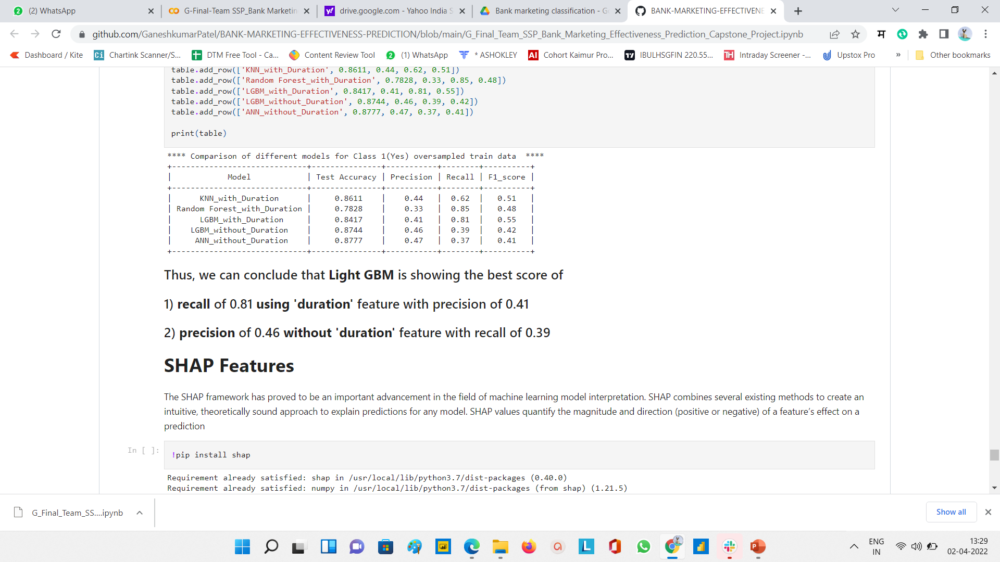 (2) WhatsApp
G-Final-Team SSP_Bank Marketin
drive.google.com - Yahoo India S
Bank marketing classification - G
BANK-MARKETING-EFFECTIVENE
github.com/GaneshkumarPatel/BANK-MARKETING-EFFECTIVENESS-PREDICTION/blob/main/G_Final_Team_SSP_Bank_Marketing_Effectiveness_Prediction_Capstone_Project.ipynb
Dashboard / Kite
Chartink Scanner/S...
DTM Free Tool - Ca...
Content Review Tool
(1) WhatsApp
* ASHOKLEY
Cohort Kaimur Pro...
IBULHSGFIN 220.55...
Intraday Screener -...
Upstox Pro
»
Other bookmarks
table.add_row(['KNN_with_Duration', 0.8611, 0.44, 0.62, 0.51])
table.add_row(['Random Forest_with_Duration', 0.7828, 0.33, 0.85, 0.48])
table.add_row(['LGBM_with_Duration', 0.8417, 0.41, 0.81, 0.55])
table.add_row(['LGBM_without_Duration', 0.8744, 0.46, 0.39, 0.42])
table.add_row(['ANN_without_Duration', 0.8777, 0.47, 0.37, 0.41])
print(table)
**** Comparison of different models for Class 1(Yes) oversampled train data  ****
+-----------------------------+---------------+-----------+--------+----------+
|            Model            | Test Accuracy | Precision | Recall | F1_score |
+-----------------------------+---------------+-----------+--------+----------+
|      KNN_with_Duration      |     0.8611    |    0.44   |  0.62  |   0.51   |
| Random Forest_with_Duration |     0.7828    |    0.33   |  0.85  |   0.48   |
|      LGBM_with_Duration     |     0.8417    |    0.41   |  0.81  |   0.55   |
|    LGBM_without_Duration    |     0.8744    |    0.46   |  0.39  |   0.42   |
|     ANN_without_Duration    |     0.8777    |    0.47   |  0.37  |   0.41   |
+-----------------------------+---------------+-----------+--------+----------+
Thus, we can conclude that Light GBM is showing the best score of
1) recall of 0.81 using 'duration' feature with precision of 0.41
2) precision of 0.46 without 'duration' feature with recall of 0.39
SHAP Features
The SHAP framework has proved to be an important advancement in the field of machine learning model interpretation. SHAP combines several existing methods to create an
intuitive, theoretically sound approach to explain predictions for any model. SHAP values quantify the magnitude and direction (positive or negative) of a feature’s effect on a
prediction
In [ ]:
!pip install shap
Requirement already satisfied: shap in /usr/local/lib/python3.7/dist-packages (0.40.0)
Requirement already satisfied: numpy in /usr/local/lib/python3.7/dist-packages (from shap) (1.21.5)
G_Final_Team_SS....ipynb
Show all
ENG
IN
13:29
02-04-2022